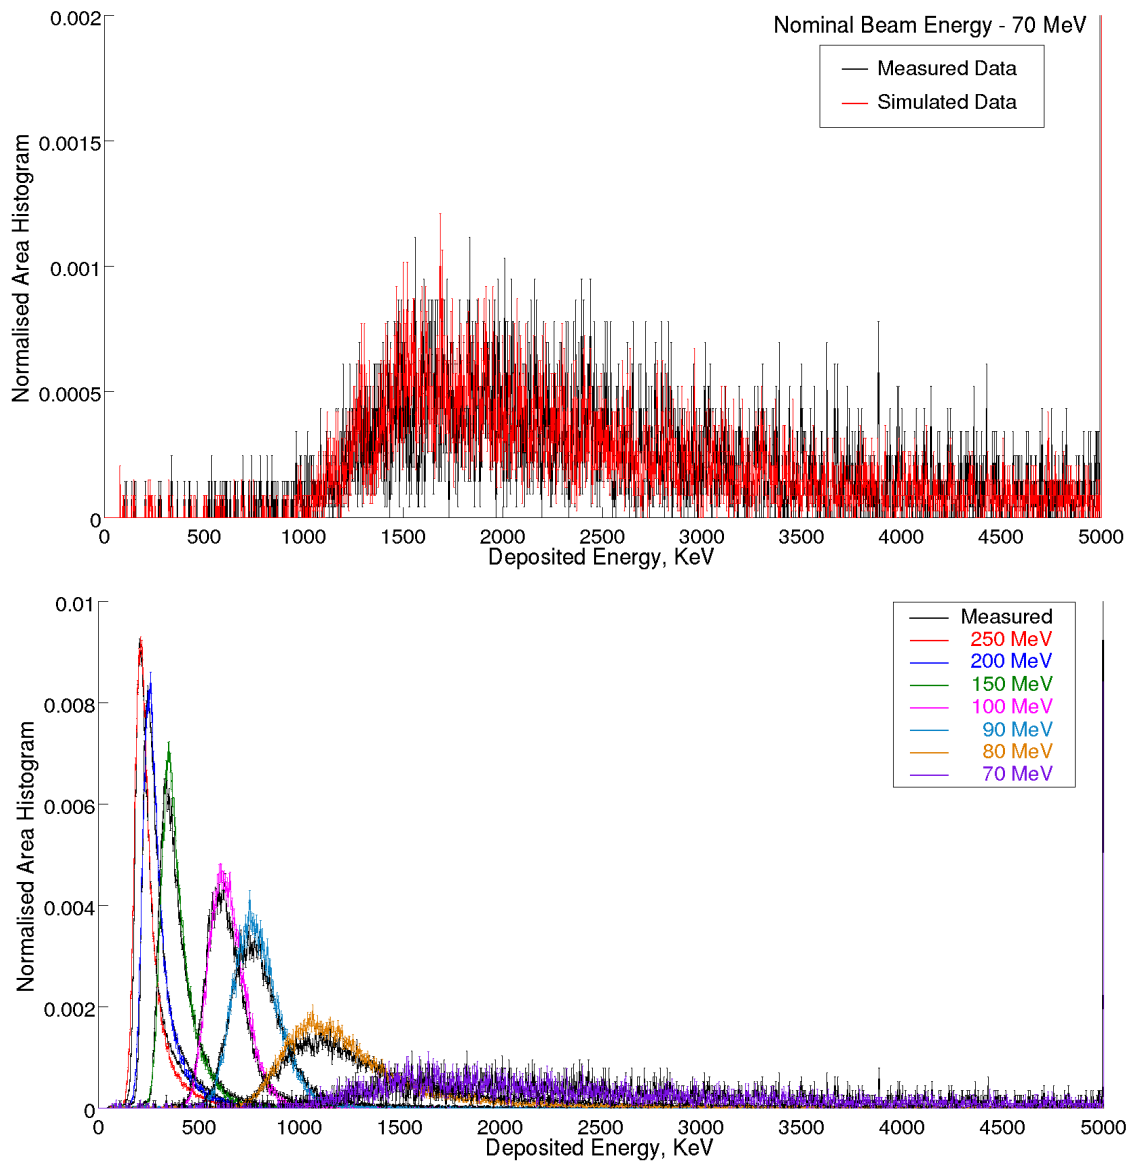 Nominal Beam Energy - 70 MeV
Measured Data
Simulated Data
Normalised Area Histogram
0.002
0.0015
0.001
0.0005
0
0 500 1000 1500 2000 2500 3000 3500 4000 4500 5000
Deposited Energy, KeV
Measured
250 MeV
200 MeV
150 MeV
100 MeV
90 MeV
80 MeV
70 MeV
Normalised Area Histogram
0.01
0.008
0.006
0.004
0.002
0
0 500 1000 1500 2000 2500 3000 3500 4000 4500 5000
Deposited Energy, KeV